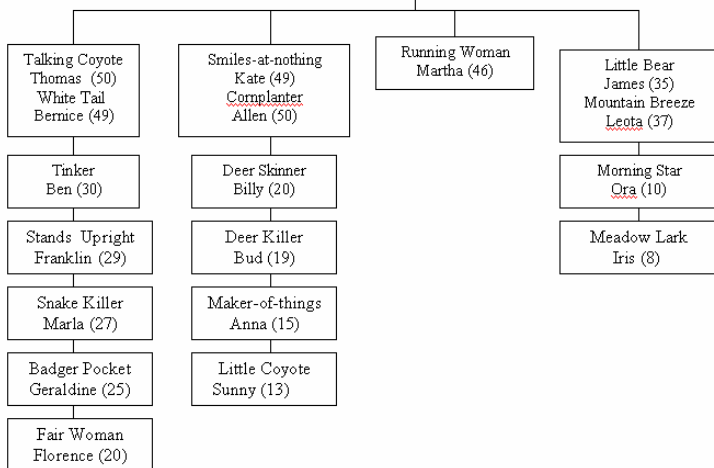 Talking Coyote
Thomas (50)
White Tail
Bernice (49)
Tinker
Ben (30)
Stands Upright
Franklin (29)
Snake Killer
Marla (27)
Badger Pocket
Geraldine (25)
Fair Woman
Florence (20)
Smiles-at-nothing
Kate (49)
Cornplanter
Allen (50)
Deer Skinner
Billy (20)
Deer Killer
Bud (19)
Maker-of-things
Anna (15)
Little Coyote
Sunny (13)
Running Woman
Martha (46)
Little Bear
James (35)
Mountain Breeze
Leota (37)
Morning Star
Ora (10)
Meadow Lark
Iris (8)